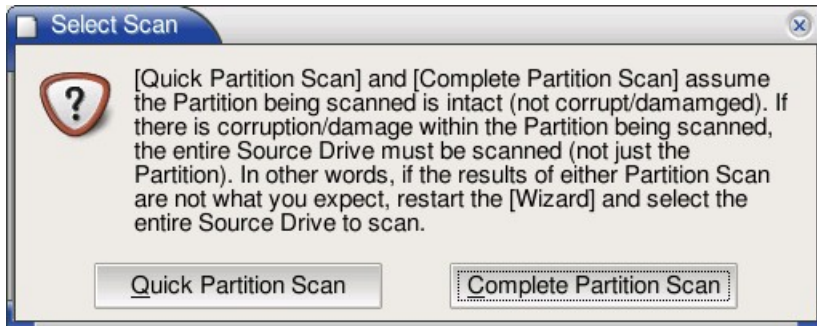 Select Scan
[Quick Partition Scan] and [Complete Partition Scan] assume
the Partition being scanned is intact (not corrupt/damamged). If
there is corruption/damage within the Partition being scanned,
the entire Source Drive must be scanned (not just the
Partition). In other words, if the results of either Partition Scan
are not what you expect, restart the [Wizard] and select the
entire Source Drive to scan.
Quick Partition Scan
Complete Partition Scan